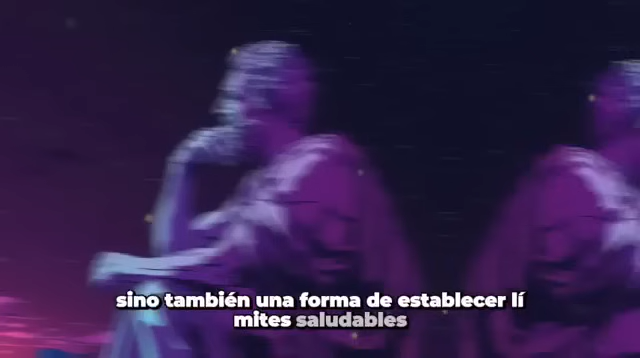 sino también una forma de establecer lí
mites saludables